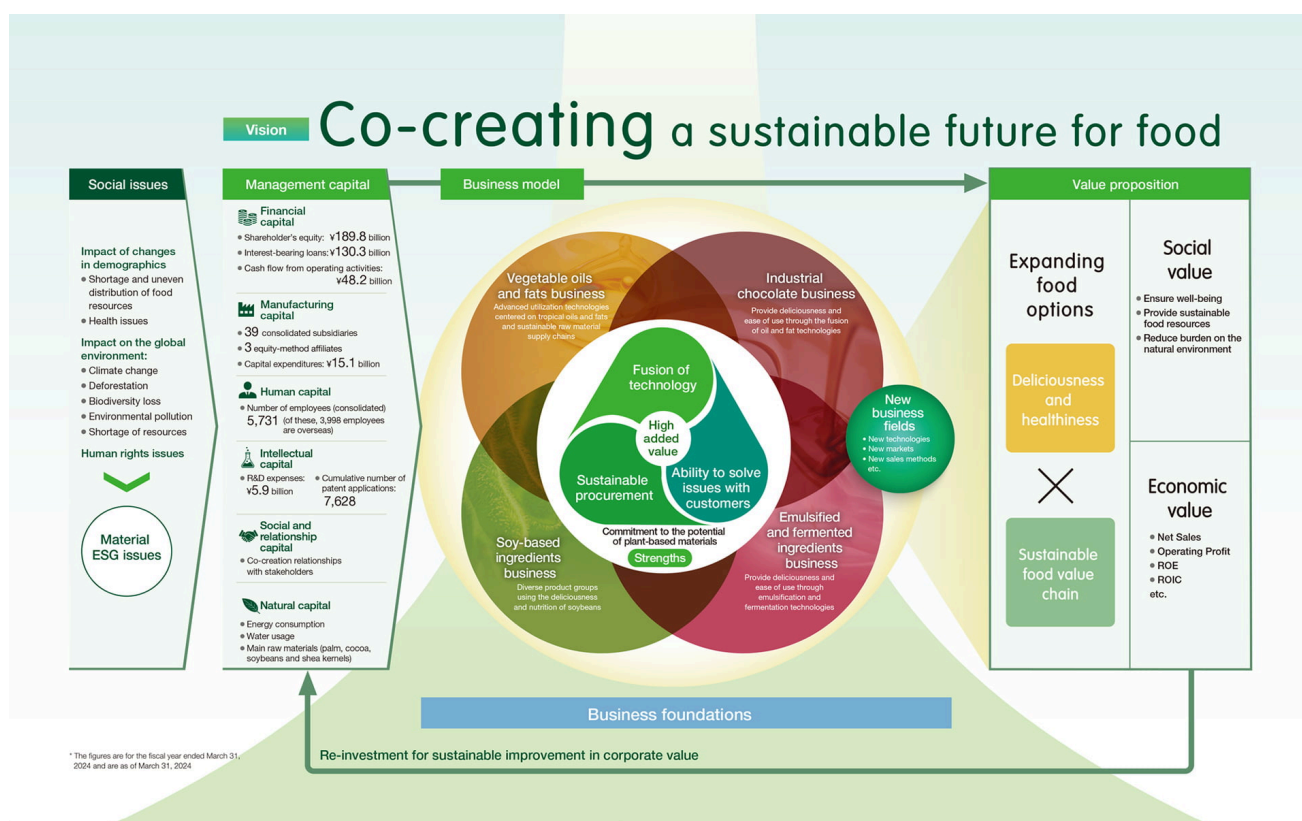 Vision
Co-creating a sustainable future for food
Social issues
Impact of changes
in demographics
● Shortage and uneven
distribution of food
resources
● Health issues
Impact on the global
environment:
● Climate change
● Deforestation
● Biodiversity loss
● Environmental pollution
● Shortage of resources
Human rights issues
Material
ESG issues
Management capital
Financial
capital
● Shareholder's equity: ¥189.8 billion
● Interest-bearing loans: ¥130.3 billion
● Cash flow from operating activities:
¥48.2 billion
Manufacturing
capital
● 39 consolidated subsidiaries
● 3 equity-method affiliates
● Capital expenditures: ¥15.1 billion
Human capital
● Number of employees (consolidated)
5,731 (of these, 3,998 employees
are overseas)
Intellectual
capital
● R&D expenses:
¥5.9 billion
● Cumulative number of
patent applications:
7,628
Social and
relationship
capital
● Co-creation relationships
with stakeholders
Natural capital
● Energy consumption
● Water usage
● Main raw materials (palm, cocoa,
soybeans and shea kernels)
Business model
Vegetable oils
and fats business
Advanced utilization technologies
centered on tropical oils and fats
and sustainable raw material
supply chains
Industrial
chocolate business
Provide deliciousness and
ease of use through the fusion
of oil and fat technologies
Fusion of
technology
High
added
value
Sustainable
procurement
Ability to solve
issues with
customers
Commitment to the potential
of plant-based materials
Strengths
New
business
fields
● New technologies
● New markets
● New sales methods
etc.
Soy-based
ingredients
business
Diverse product groups
using the deliciousness
and nutrition of soybeans
Emulsified
and fermented
ingredients
business
Provide deliciousness and
ease of use through
emulsification and
fermentation technologies
Business foundations
Value proposition
Expanding
food
options
Deliciousness
and
healthiness
Sustainable
food value
chain
Social
value
● Ensure well-being
● Provide sustainable
food resources
● Reduce burden on the
natural environment
Economic
value
● Net Sales
● Operating Profit
● ROE
● ROIC
etc.
Re-investment for sustainable improvement in corporate value
* The figures are for the fiscal year ended March 31,
2024 and are as of March 31, 2024